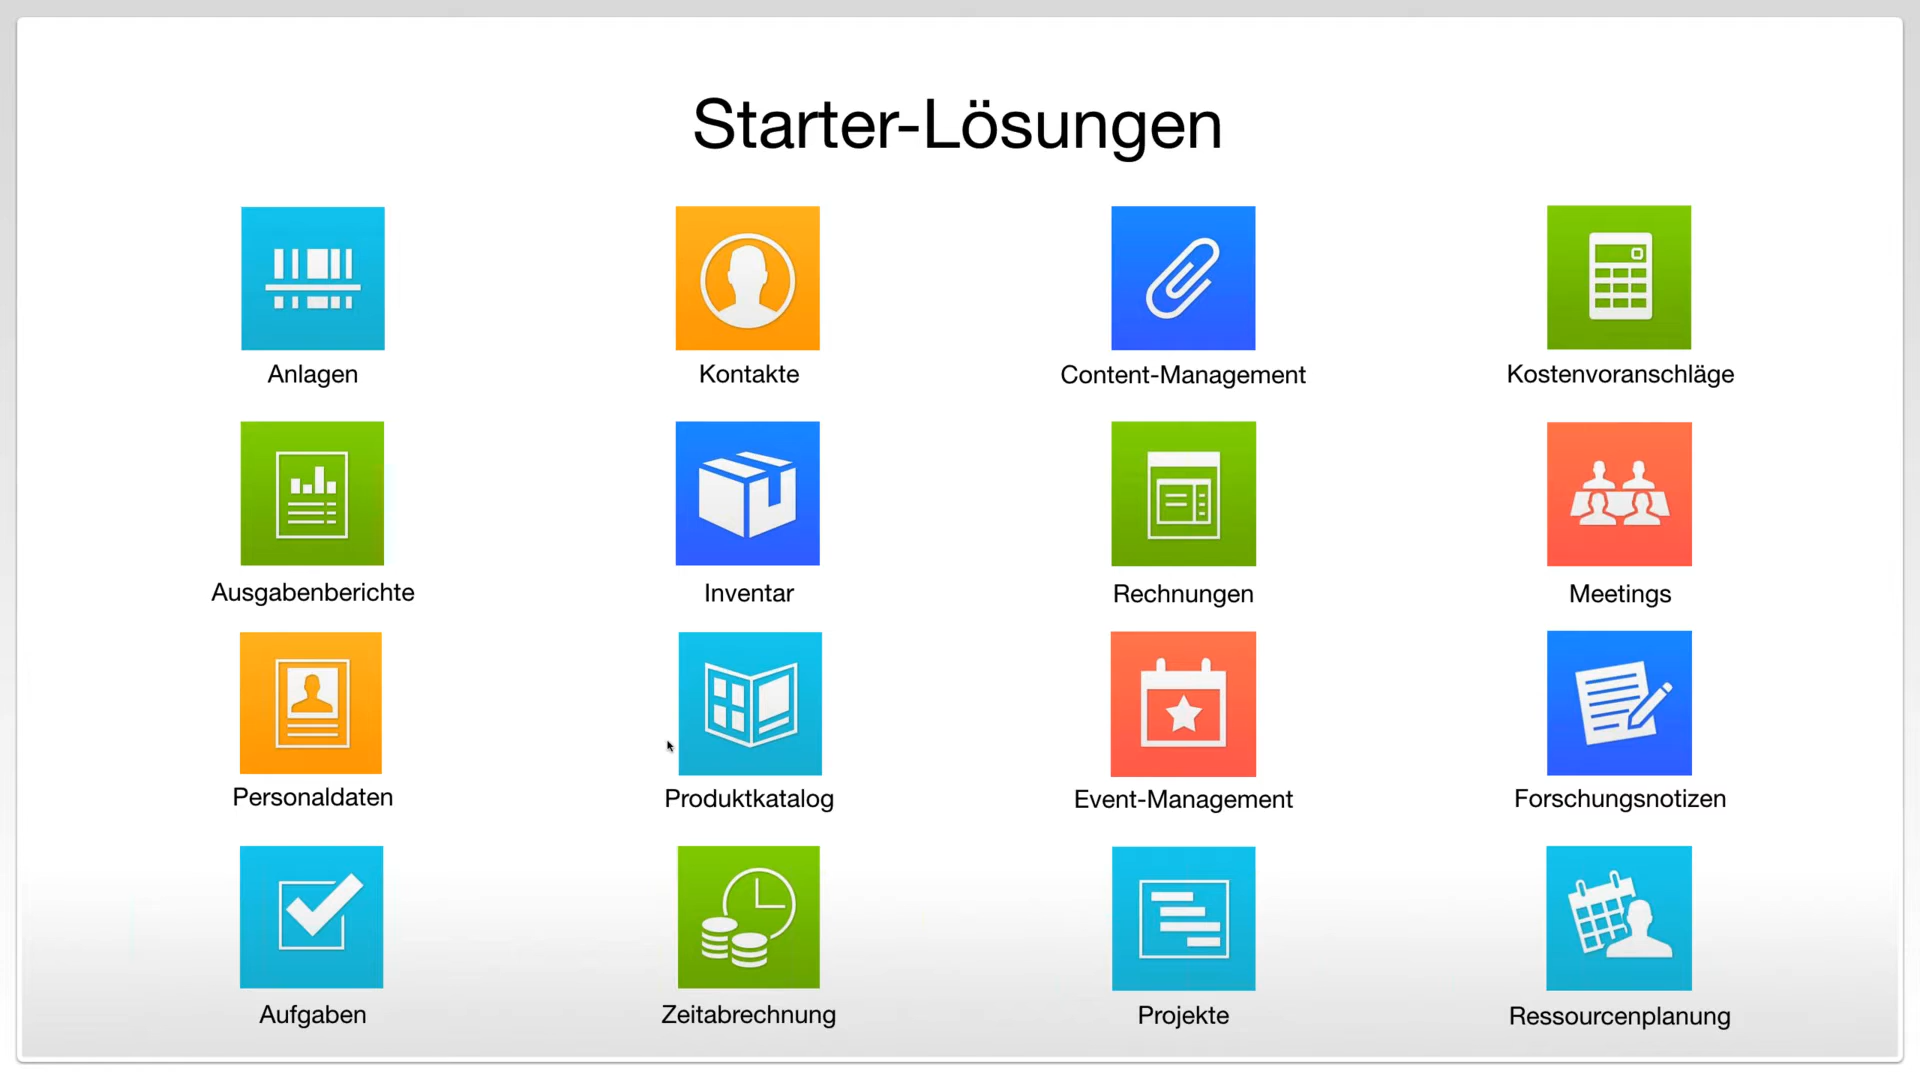 Starter-Lösungen
Anlagen
Kontakte
Content-Management
Kostenvoranschläge
Ausgabenberichte
Inventar
Rechnungen
Meetings
Personaldaten
Produktkatalog
Event-Management
Forschungsnotizen
Aufgaben
Zeitabrechnung
Projekte
Ressourcenplanung